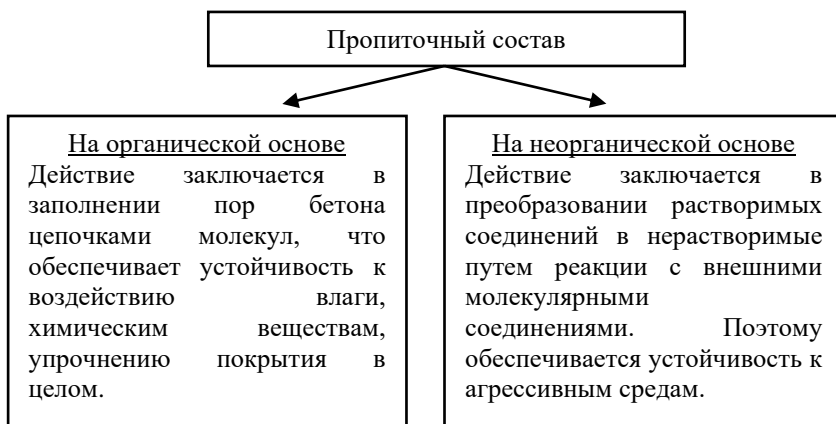 Пропиточный состав
На органической основе
Действие заключается в
заполнении пор бетона
цепочками молекул, что
обеспечивает устойчивость к
воздействию влаги,
химическим веществам,
упрочнению покрытия в
целом.
На неорганической основе
Действие заключается в
преобразовании растворимых
соединений в нерастворимые
путем реакции с внешними
молекулярными
соединениями. Поэтому
обеспечивается устойчивость к
агрессивным средам.